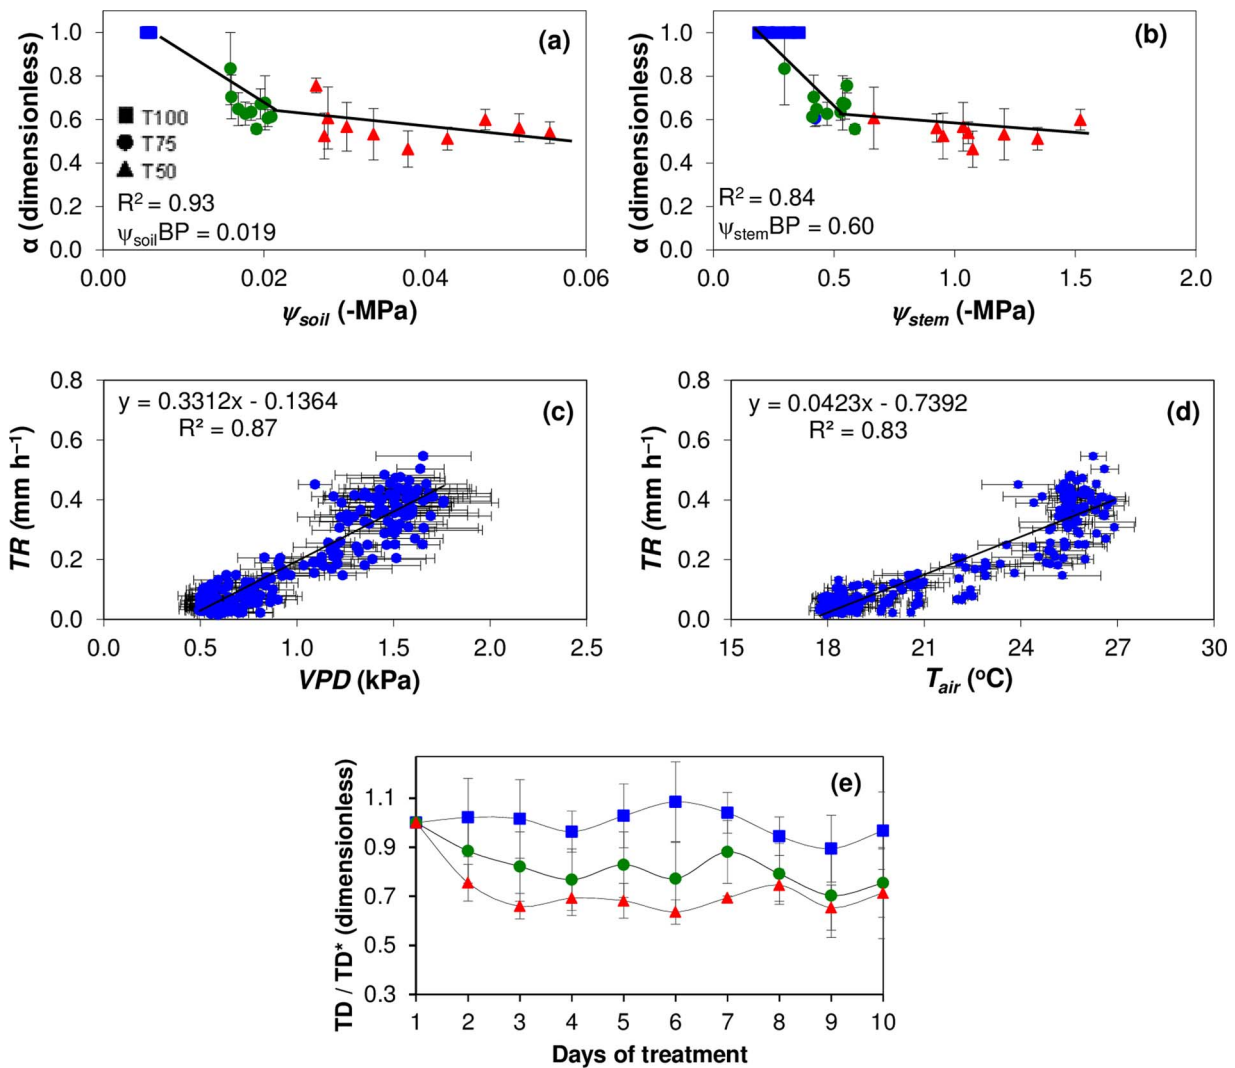 (a)
α (dimensionless)
1.0
0.8
0.6
0.4
0.2
0.0
T100
T75
T50
R² = 0.93
ψsoilBP = 0.019
0.00 0.02 0.04 0.06
ψsoil (-MPa)
(b)
α (dimensionless)
1.0
0.8
0.6
0.4
0.2
0.0
R² = 0.84
ψstemBP = 0.60
0.0 0.5 1.0 1.5 2.0
ψstem (-MPa)
(c)
y = 0.3312x - 0.1364
R² = 0.87
TR (mm h⁻¹)
0.8
0.6
0.4
0.2
0.0
0.0 0.5 1.0 1.5 2.0 2.5
VPD (kPa)
(d)
y = 0.0423x - 0.7392
R² = 0.83
TR (mm h⁻¹)
0.8
0.6
0.4
0.2
0.0
15 18 21 24 27 30
Tair (ºC)
(e)
TD / TD* (dimensionless)
1.1
0.9
0.7
0.5
0.3
1 2 3 4 5 6 7 8 9 10
Days of treatment